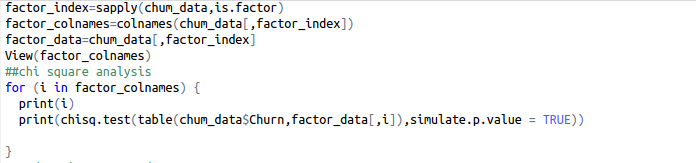 factor_index=sapply(chum_data,is.factor)
factor_colnames=colnames(chum_data[,factor_index])
factor_data=chum_data[,factor_index]
View(factor_colnames)
##chi square analysis
for (i in factor_colnames) {
  print(i)
  print(chisq.test(table(chum_data$Churn,factor_data[,i]),simulate.p.value = TRUE))
}